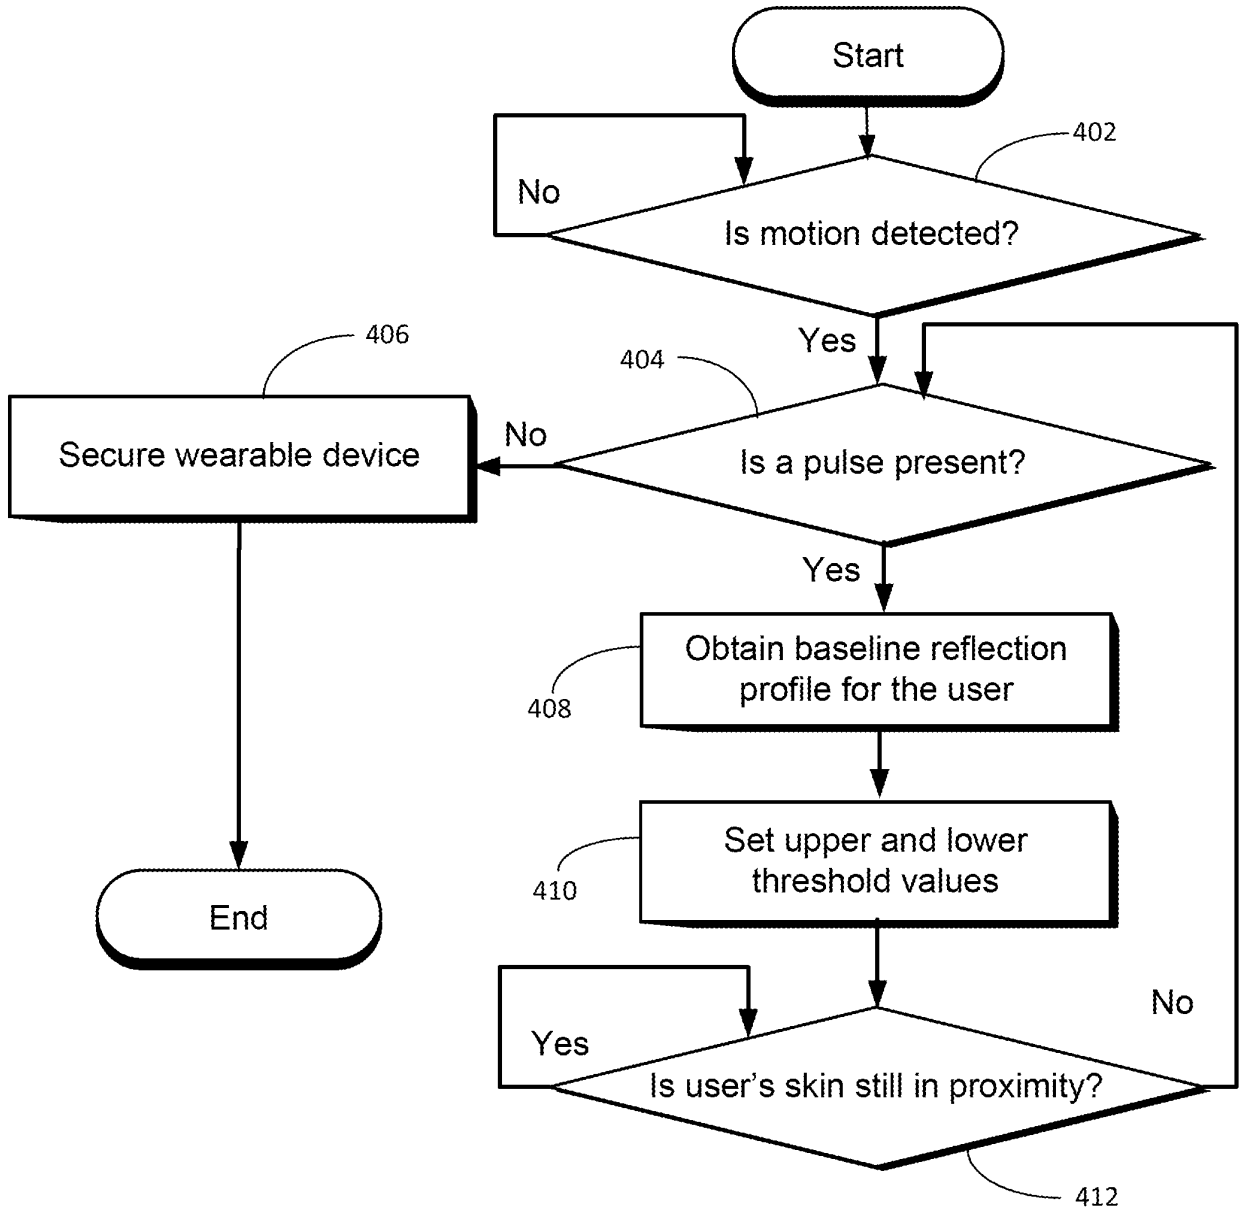 Start
402
No
Is motion detected?
Yes
406
404
Secure wearable device
No
Is a pulse present?
Yes
Obtain baseline reflection
profile for the user
408
Set upper and lower
threshold values
410
End
No
Yes
Is user's skin still in proximity?
412